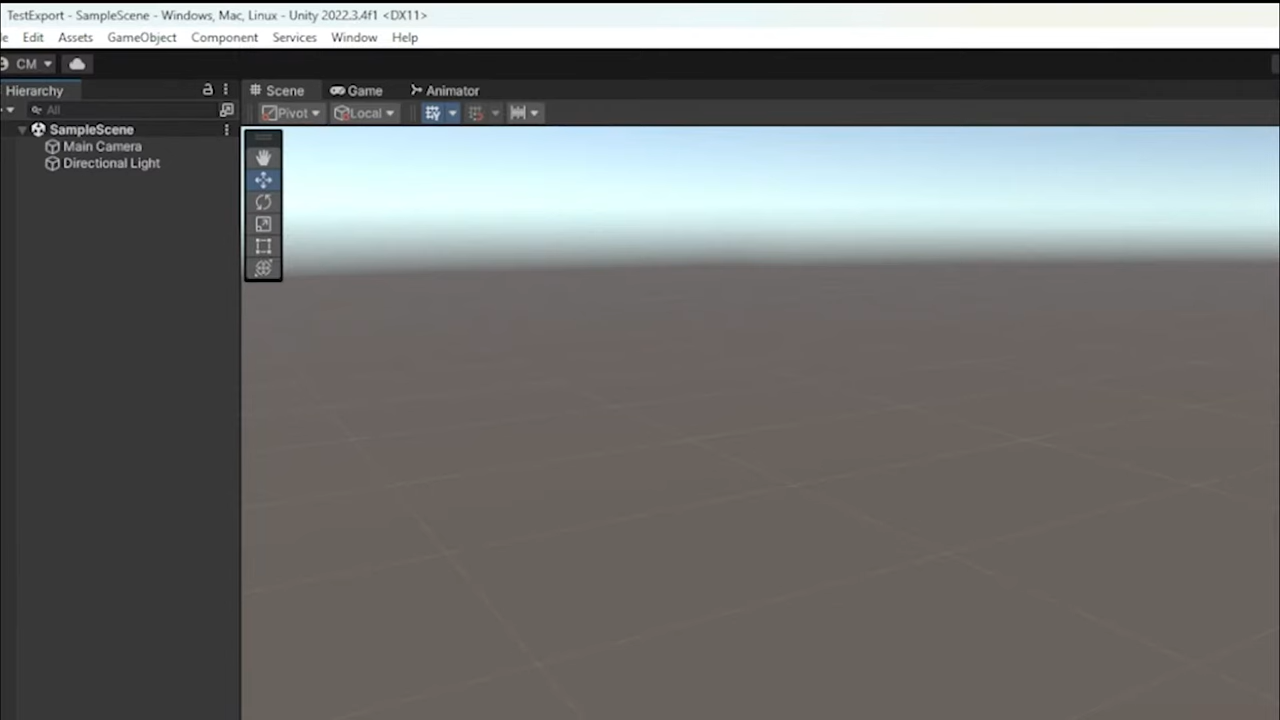 TestExport - SampleScene - Windows, Mac, Linux - Unity 2022.3.4f1 <DX11>
Edit Assets GameObject Component Services Window Help
CM
Hierarchy
All
SampleScene
Main Camera
Directional Light
Scene Game Animator
Pivot Local